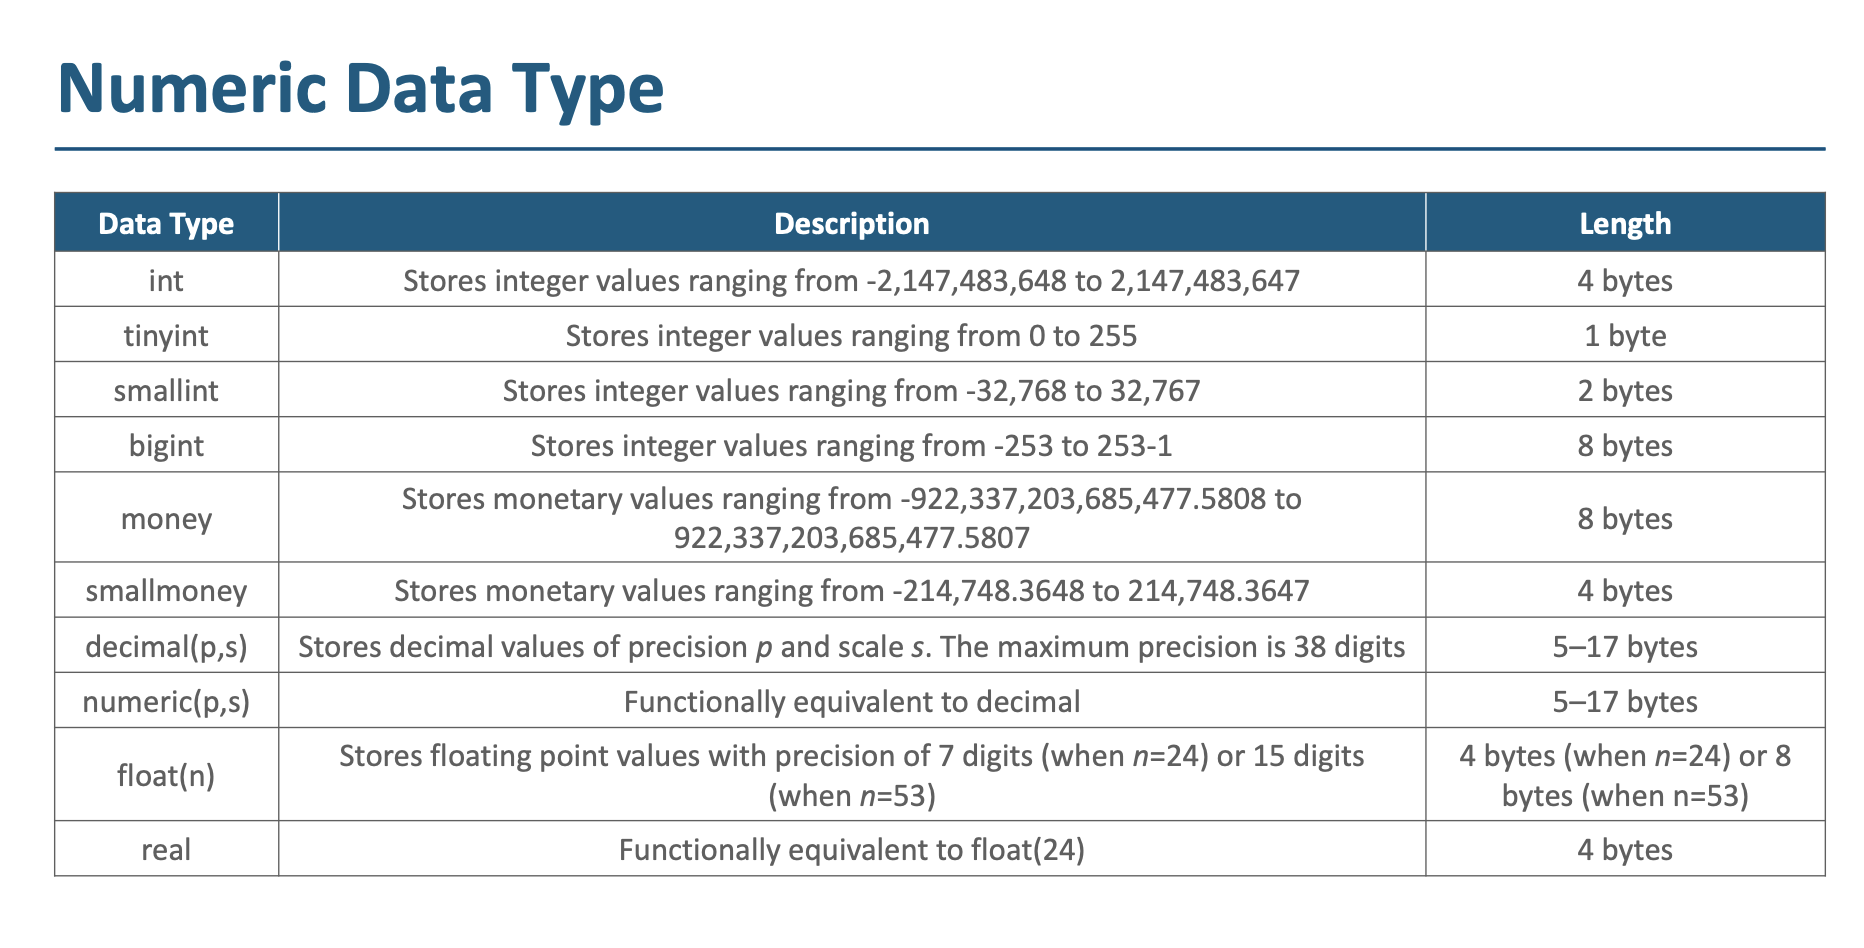 Numeric Data Type
Data Type Description Length
int Stores integer values ranging from -2,147,483,648 to 2,147,483,647 4 bytes
tinyint Stores integer values ranging from 0 to 255 1 byte
smallint Stores integer values ranging from -32,768 to 32,767 2 bytes
bigint Stores integer values ranging from -253 to 253-1 8 bytes
money Stores monetary values ranging from -922,337,203,685,477.5808 to
922,337,203,685,477.5807 8 bytes
smallmoney Stores monetary values ranging from -214,748.3648 to 214,748.3647 4 bytes
decimal(p,s) Stores decimal values of precision p and scale s. The maximum precision is 38 digits 5–17 bytes
numeric(p,s) Functionally equivalent to decimal 5–17 bytes
float(n) Stores floating point values with precision of 7 digits (when n=24) or 15 digits
(when n=53) 4 bytes (when n=24) or 8
bytes (when n=53)
real Functionally equivalent to float(24) 4 bytes